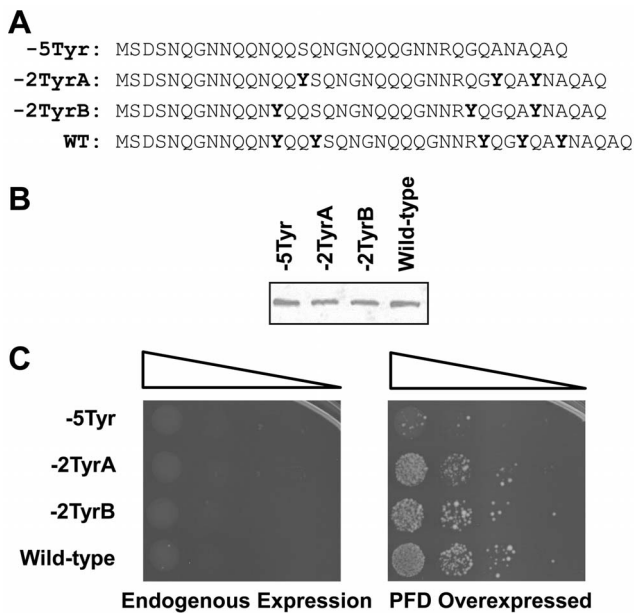 A
-5Tyr: MSDSNQGNNQQNQQSQNGNQQQGNNRQGQANAQAQ
-2TyrA: MSDSNQGNNQQNQQYSQNGNQQQGNNRQGYQAYNAQAQ
-2TyrB: MSDSNQGNNQQNYQQSQNGNQQQGNNRYQGQAYNAQAQ
WT: MSDSNQGNNQQNYQQYSQNGNQQQGNNRYQGYQAYNAQAQ
B
-5Tyr
-2TyrA
-2TyrB
Wild-type
C
-5Tyr
-2TyrA
-2TyrB
Wild-type
Endogenous Expression PFD Overexpressed